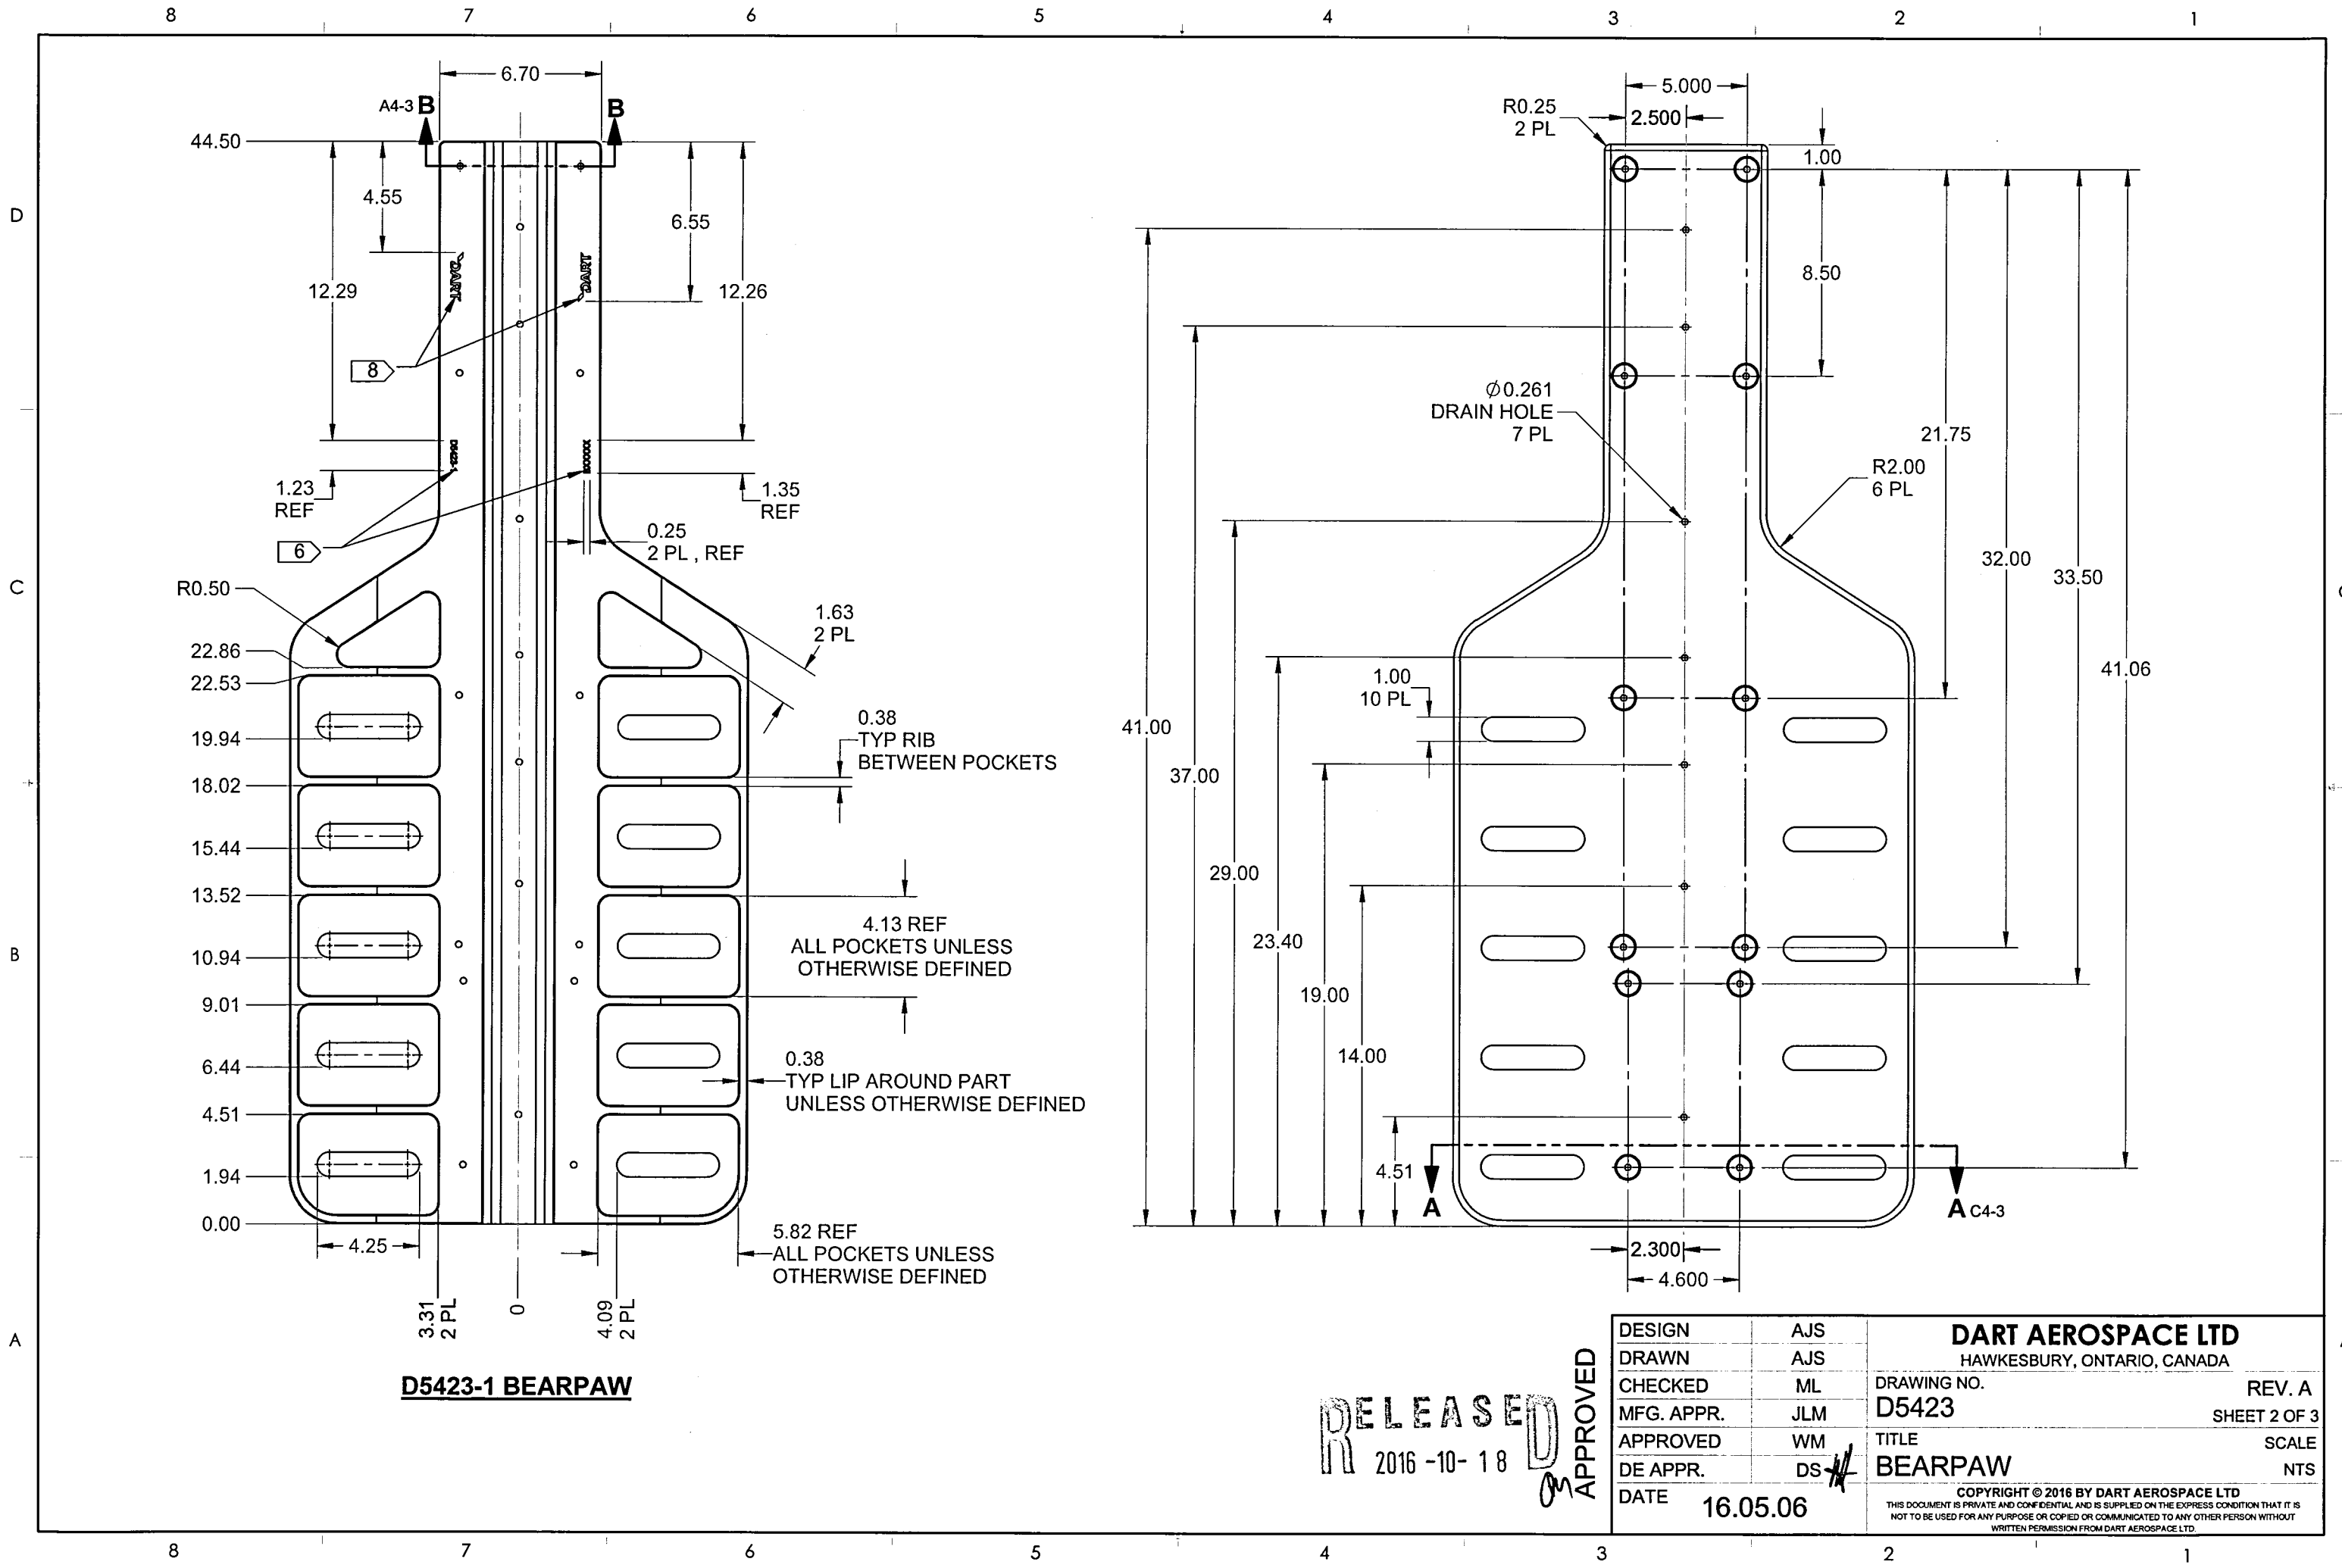 8 7 6 5 4 3 2 1
D
C
B
A
6.70
A4-3 B
B
44.50
4.55
6.55
12.29
12.26
DART
DART
8
D5423-1
XXXXXX
1.23
REF
1.35
REF
6
0.25
2 PL , REF
R0.50
1.63
2 PL
22.86
22.53
19.94
18.02
15.44
13.52
10.94
9.01
6.44
4.51
1.94
0.00
0.38
TYP RIB
BETWEEN POCKETS
4.13 REF
ALL POCKETS UNLESS
OTHERWISE DEFINED
0.38
TYP LIP AROUND PART
UNLESS OTHERWISE DEFINED
5.82 REF
ALL POCKETS UNLESS
OTHERWISE DEFINED
4.25
3.31
2 PL
0
4.09
2 PL
D5423-1 BEARPAW
5.000
R0.25
2 PL
2.500
1.00
8.50
Ø0.261
DRAIN HOLE
7 PL
21.75
R2.00
6 PL
32.00
33.50
41.06
1.00
10 PL
41.00
37.00
29.00
23.40
19.00
14.00
4.51
A
A C4-3
2.300
4.600
RELEASED
2016-10-18
APPROVED
DESIGN AJS
DRAWN AJS
CHECKED ML
MFG. APPR. JLM
APPROVED WM
DE APPR. DS
DATE 16.05.06
DART AEROSPACE LTD
HAWKESBURY, ONTARIO, CANADA
DRAWING NO. REV. A
D5423 SHEET 2 OF 3
TITLE SCALE
BEARPAW NTS
COPYRIGHT © 2016 BY DART AEROSPACE LTD
THIS DOCUMENT IS PRIVATE AND CONFIDENTIAL AND IS SUPPLIED ON THE EXPRESS CONDITION THAT IT IS
NOT TO BE USED FOR ANY PURPOSE OR COPIED OR COMMUNICATED TO ANY OTHER PERSON WITHOUT
WRITTEN PERMISSION FROM DART AEROSPACE LTD.
8 7 6 5 4 3 2 1